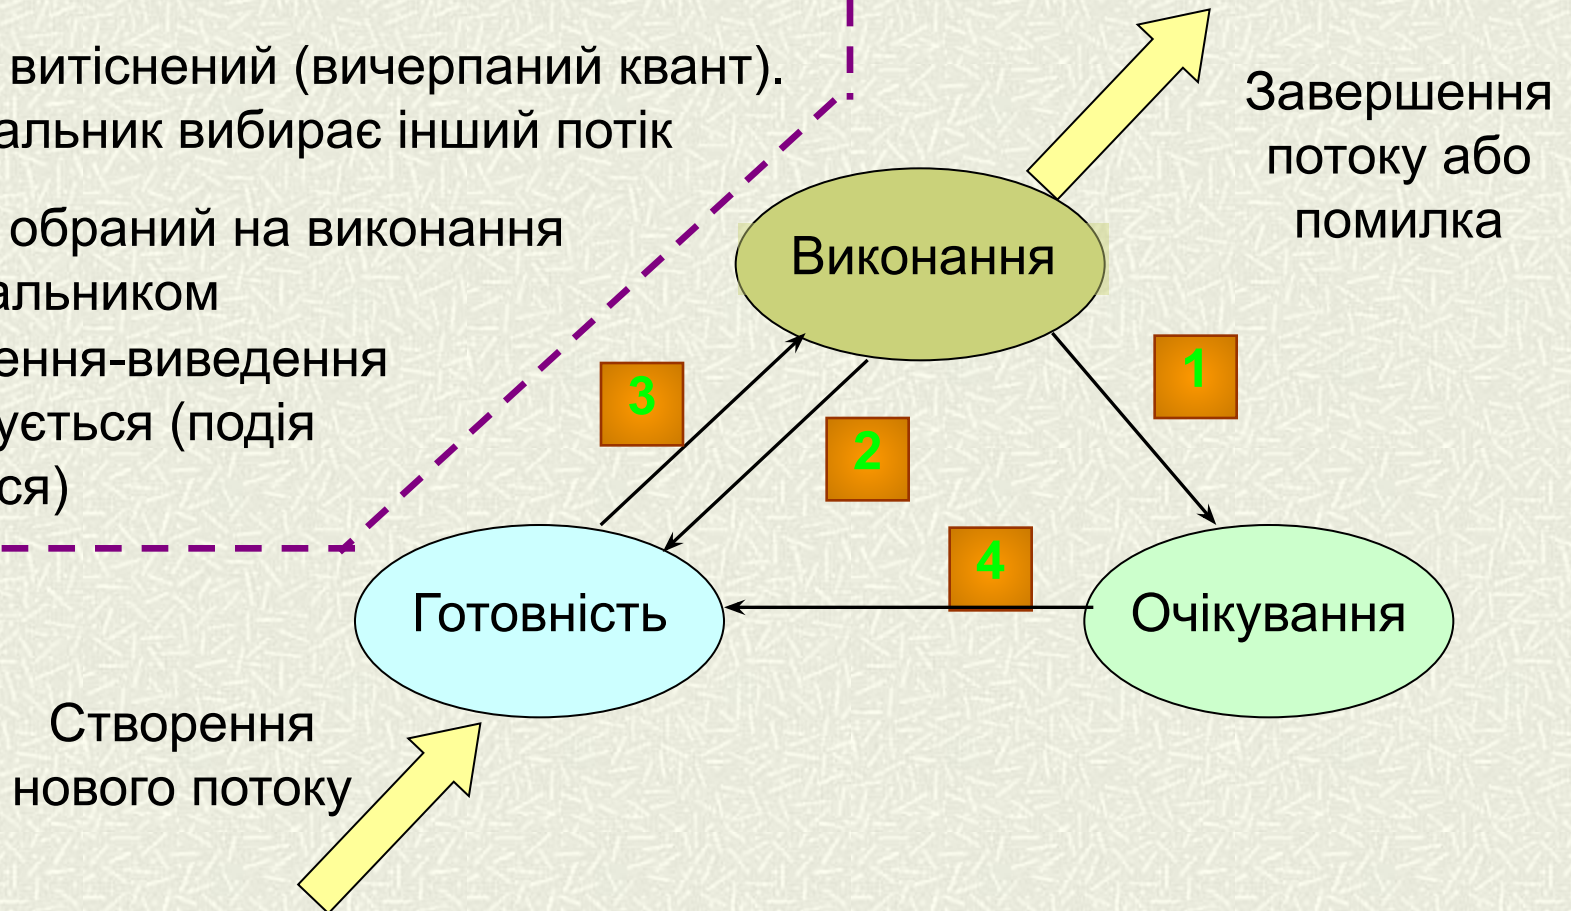 витіснений (вичерпаний квант).
альник вибирає інший потік
обраний на виконання
альником
ення-виведення
ується (подія
ся)
Завершення
потоку або
помилка
Виконання
3
2
1
4
Готовність
Очікування
Створення
нового потоку